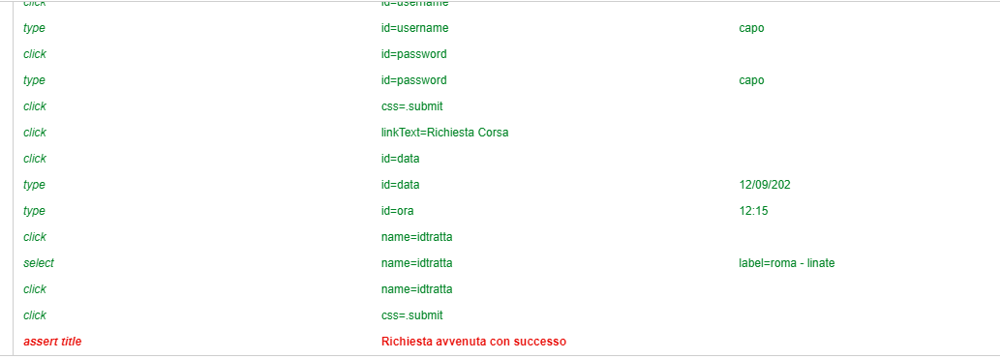 click id=username
type id=username capo
click id=password
type id=password capo
click css=.submit
click linkText=Richiesta Corsa
click id=data
type id=data 12/09/202
type id=ora 12:15
click name=idtratta
select name=idtratta label=roma - linate
click name=idtratta
click css=.submit
assert title Richiesta avvenuta con successo